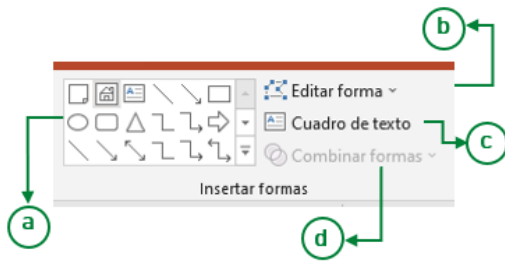 b
Editar forma
a
Cuadro de texto
c
Combinar formas
Insertar formas
d